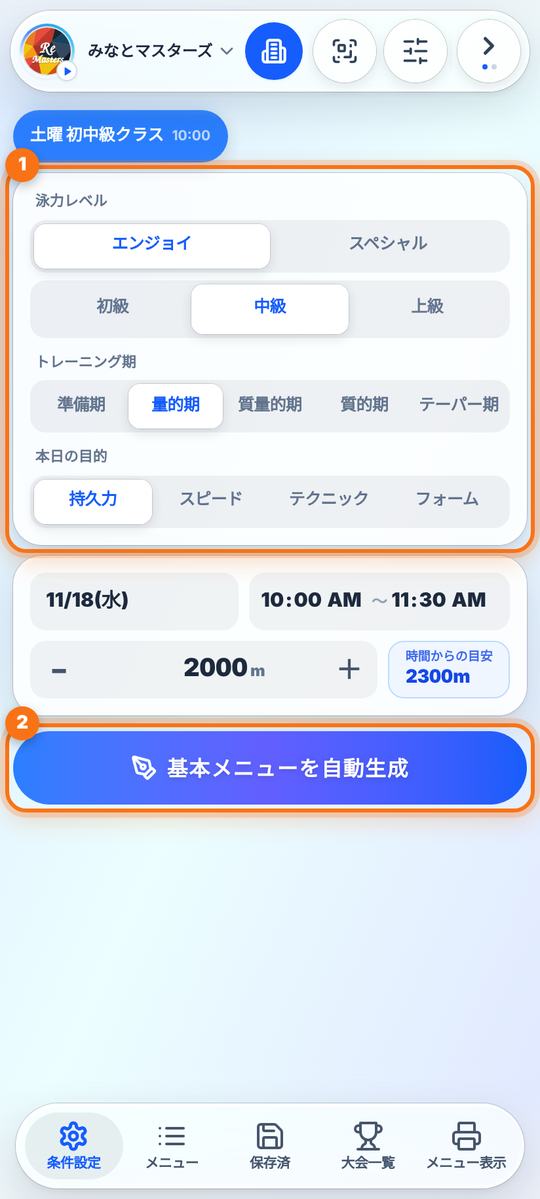 Re
Masters
みなとマスターズ
土曜 初中級クラス 10:00
1
泳力レベル
エンジョイ スペシャル
初級 中級 上級
トレーニング期
準備期 量的期 質量的期 質的期 テーパー期
本日の目的
持久力 スピード テクニック フォーム
11/18(水) 10:00 AM ～11:30 AM
− 2000m +
時間からの目安
2300m
2
基本メニューを自動生成
条件設定 メニュー 保存済 大会一覧 メニュー表示